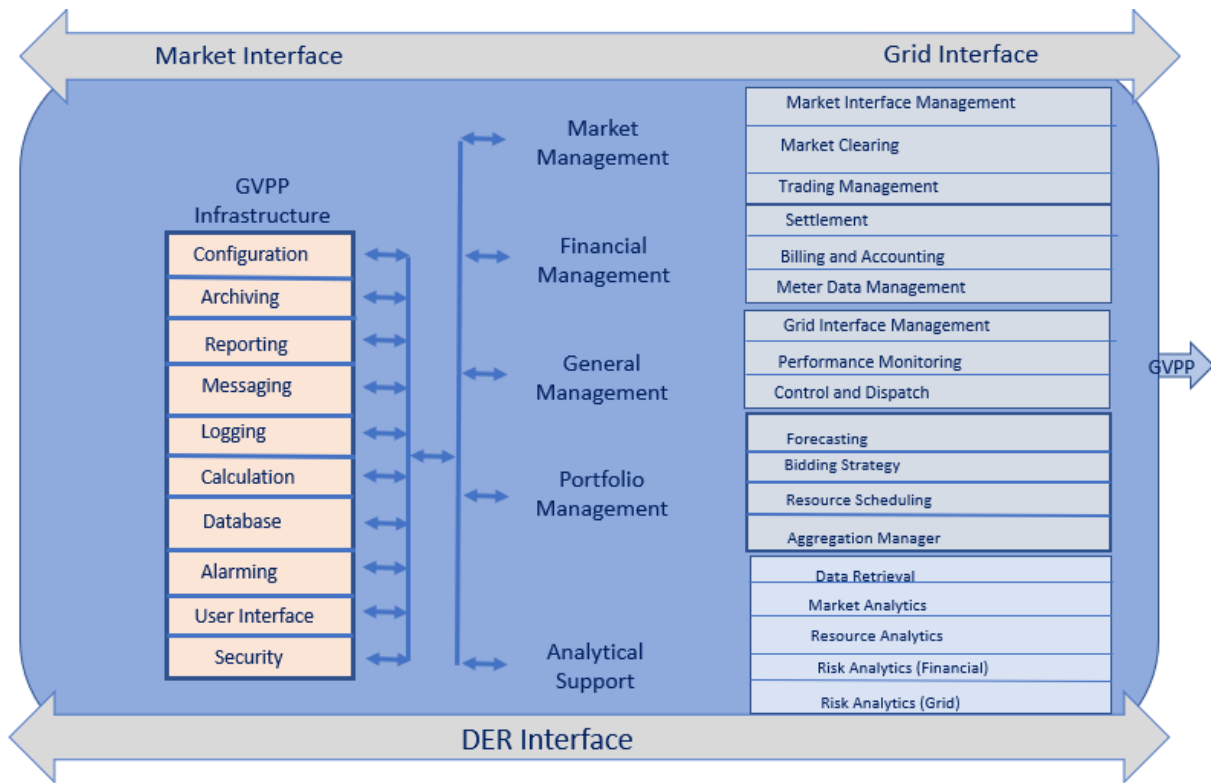 Market Interface
Grid Interface
GVPP
Infrastructure
Configuration
Archiving
Reporting
Messaging
Logging
Calculation
Database
Alarming
User Interface
Security
Market
Management
Financial
Management
General
Management
Portfolio
Management
Analytical
Support
Market Interface Management
Market Clearing
Trading Management
Settlement
Billing and Accounting
Meter Data Management
Grid Interface Management
Performance Monitoring
Control and Dispatch
Forecasting
Bidding Strategy
Resource Scheduling
Aggregation Manager
Data Retrieval
Market Analytics
Resource Analytics
Risk Analytics (Financial)
Risk Analytics (Grid)
GVPP
DER Interface